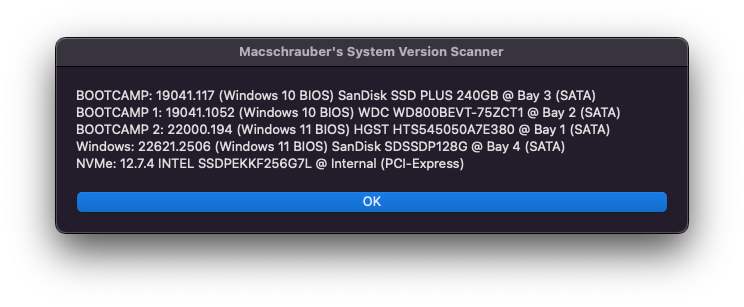 Macschrauber's System Version Scanner
BOOTCAMP: 19041.117 (Windows 10 BIOS) SanDisk SSD PLUS 240GB @ Bay 3 (SATA)
BOOTCAMP 1: 19041.1052 (Windows 10 BIOS) WDC WD800BEVT-75ZCT1 @ Bay 2 (SATA)
BOOTCAMP 2: 22000.194 (Windows 11 BIOS) HGST HTS545050A7E380 @ Bay 1 (SATA)
Windows: 22621.2506 (Windows 11 BIOS) SanDisk SDSSDP128G @ Bay 4 (SATA)
NVMe: 12.7.4 INTEL SSDPEKKF256G7L @ Internal (PCI-Express)
OK